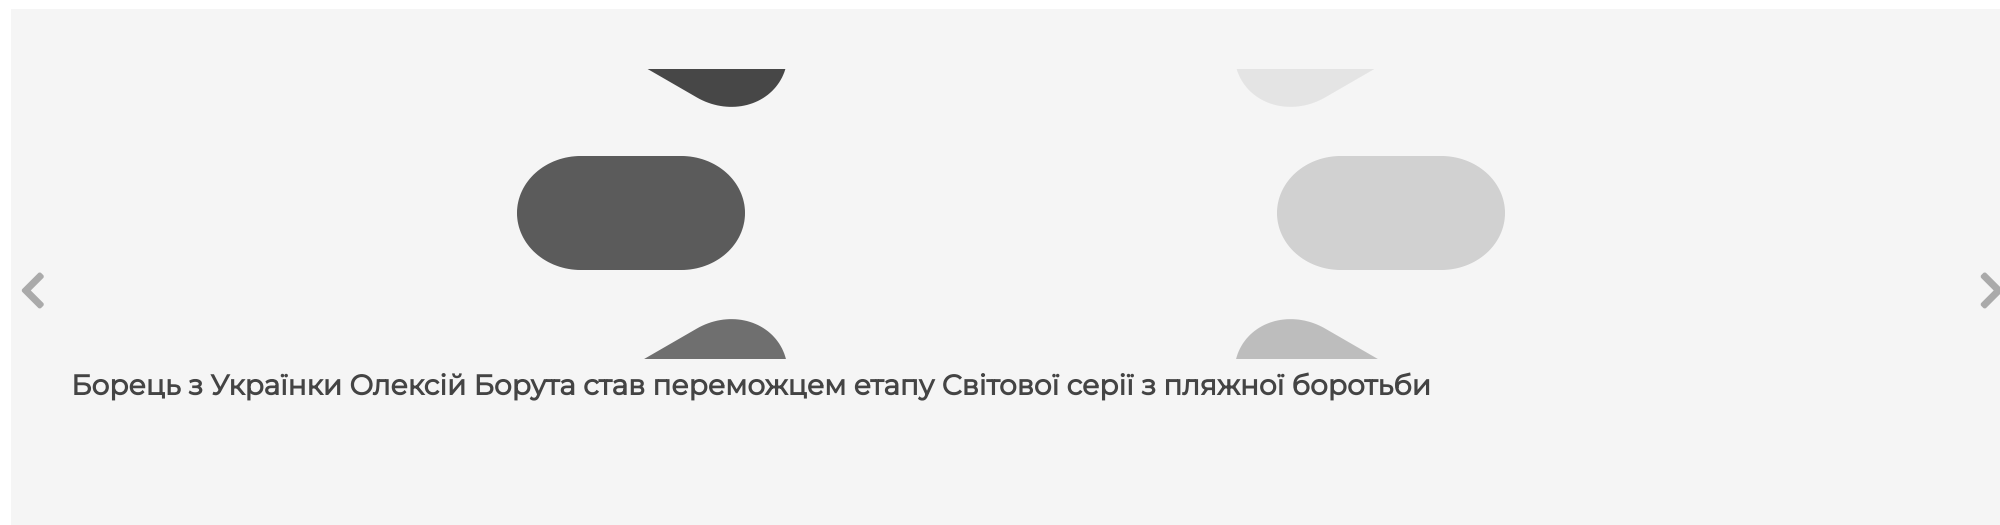 Борець з Українки Олексій Борута став переможцем етапу Світової серії з пляжної боротьби